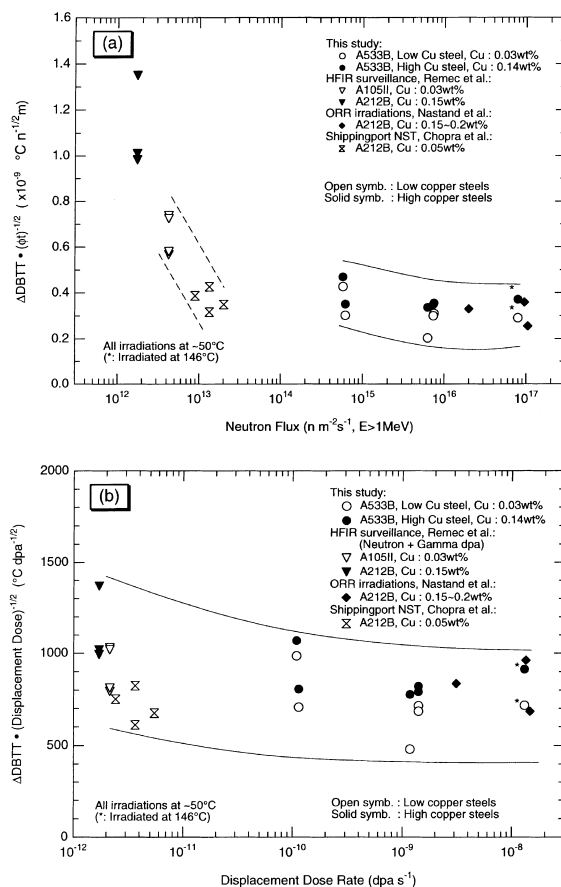 (a)
This study:
○ A533B, Low Cu steel, Cu : 0.03wt%
● A533B, High Cu steel, Cu : 0.14wt%
HFIR surveillance, Remec et al.:
▽ A105II, Cu : 0.03wt%
▼ A212B, Cu : 0.15wt%
ORR irradiations, Nastand et al.:
◆ A212B, Cu : 0.15~0.2wt%
Shippingport NST, Chopra et al.:
A212B, Cu : 0.05wt%
Open symb. : Low copper steels
Solid symb. : High copper steels
1.6
1.4
1.2
1.0
0.8
0.6
0.4
0.2
0.0
ΔDBTT • (ϕt)^-1/2 ( x10^-9 °C n^-1/2m)
*
*
All irradiations at ~50°C
(*: Irradiated at 146°C)
10^12 10^13 10^14 10^15 10^16 10^17
Neutron Flux (n m^-2s^-1, E>1MeV)
(b)
This study:
○ A533B, Low Cu steel, Cu : 0.03wt%
● A533B, High Cu steel, Cu : 0.14wt%
HFIR surveillance, Remec et al.:
(Neutron + Gamma dpa)
▽ A105II, Cu : 0.03wt%
▼ A212B, Cu : 0.15wt%
ORR irradiations, Nastand et al.:
◆ A212B, Cu : 0.15~0.2wt%
Shippingport NST, Chopra et al.:
A212B, Cu : 0.05wt%
2000
1500
1000
500
0
ΔDBTT • (Displacement Dose)^-1/2 (°C dpa^-1/2)
*
*
All irradiations at ~50°C
(*: Irradiated at 146°C)
Open symb. : Low copper steels
Solid symb. : High copper steels
10^-12 10^-11 10^-10 10^-9 10^-8
Displacement Dose Rate (dpa s^-1)